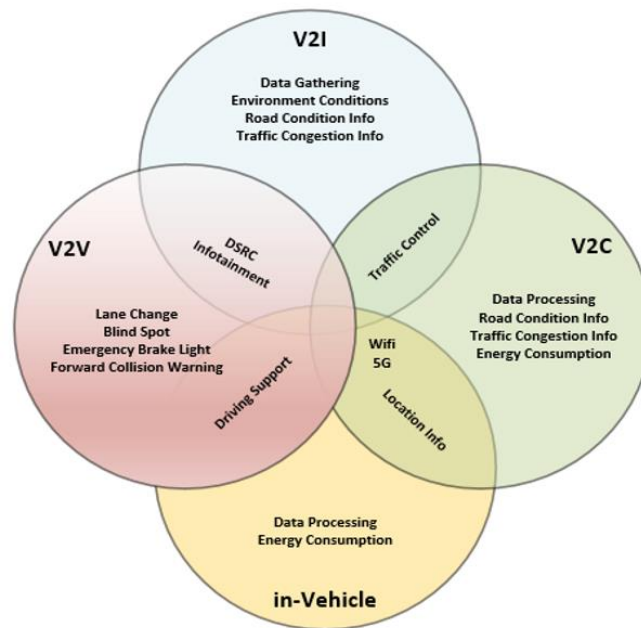 V2I
Data Gathering
Environment Conditions
Road Condition Info
Traffic Congestion Info
V2V
DSRC
Infotainment
Traffic Control
V2C
Lane Change
Blind Spot
Emergency Brake Light
Forward Collision Warning
Data Processing
Road Condition Info
Traffic Congestion Info
Energy Consumption
Wifi
5G
Driving Support
Location Info
Data Processing
Energy Consumption
in-Vehicle